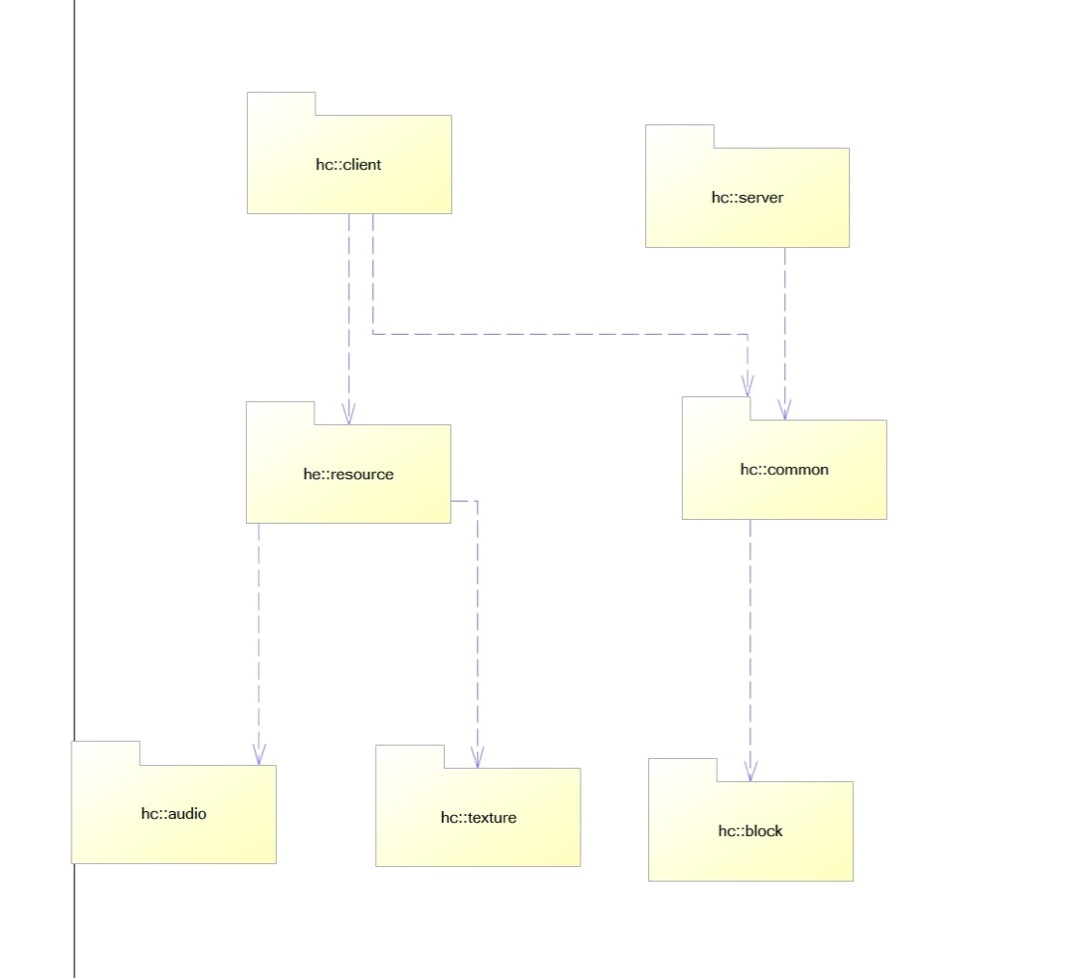 hc::client
hc::server
he::resource
hc::common
hc::audio
hc::texture
hc::block